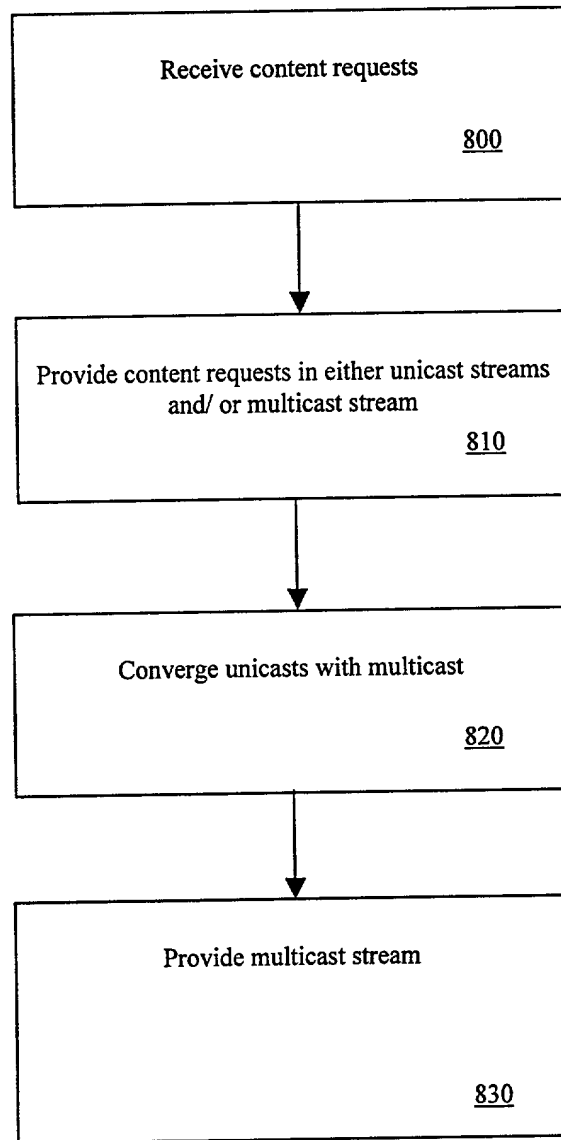 Receive content requests
800
Provide content requests in either unicast streams
and/ or multicast stream
810
Converge unicasts with multicast
820
Provide multicast stream
830